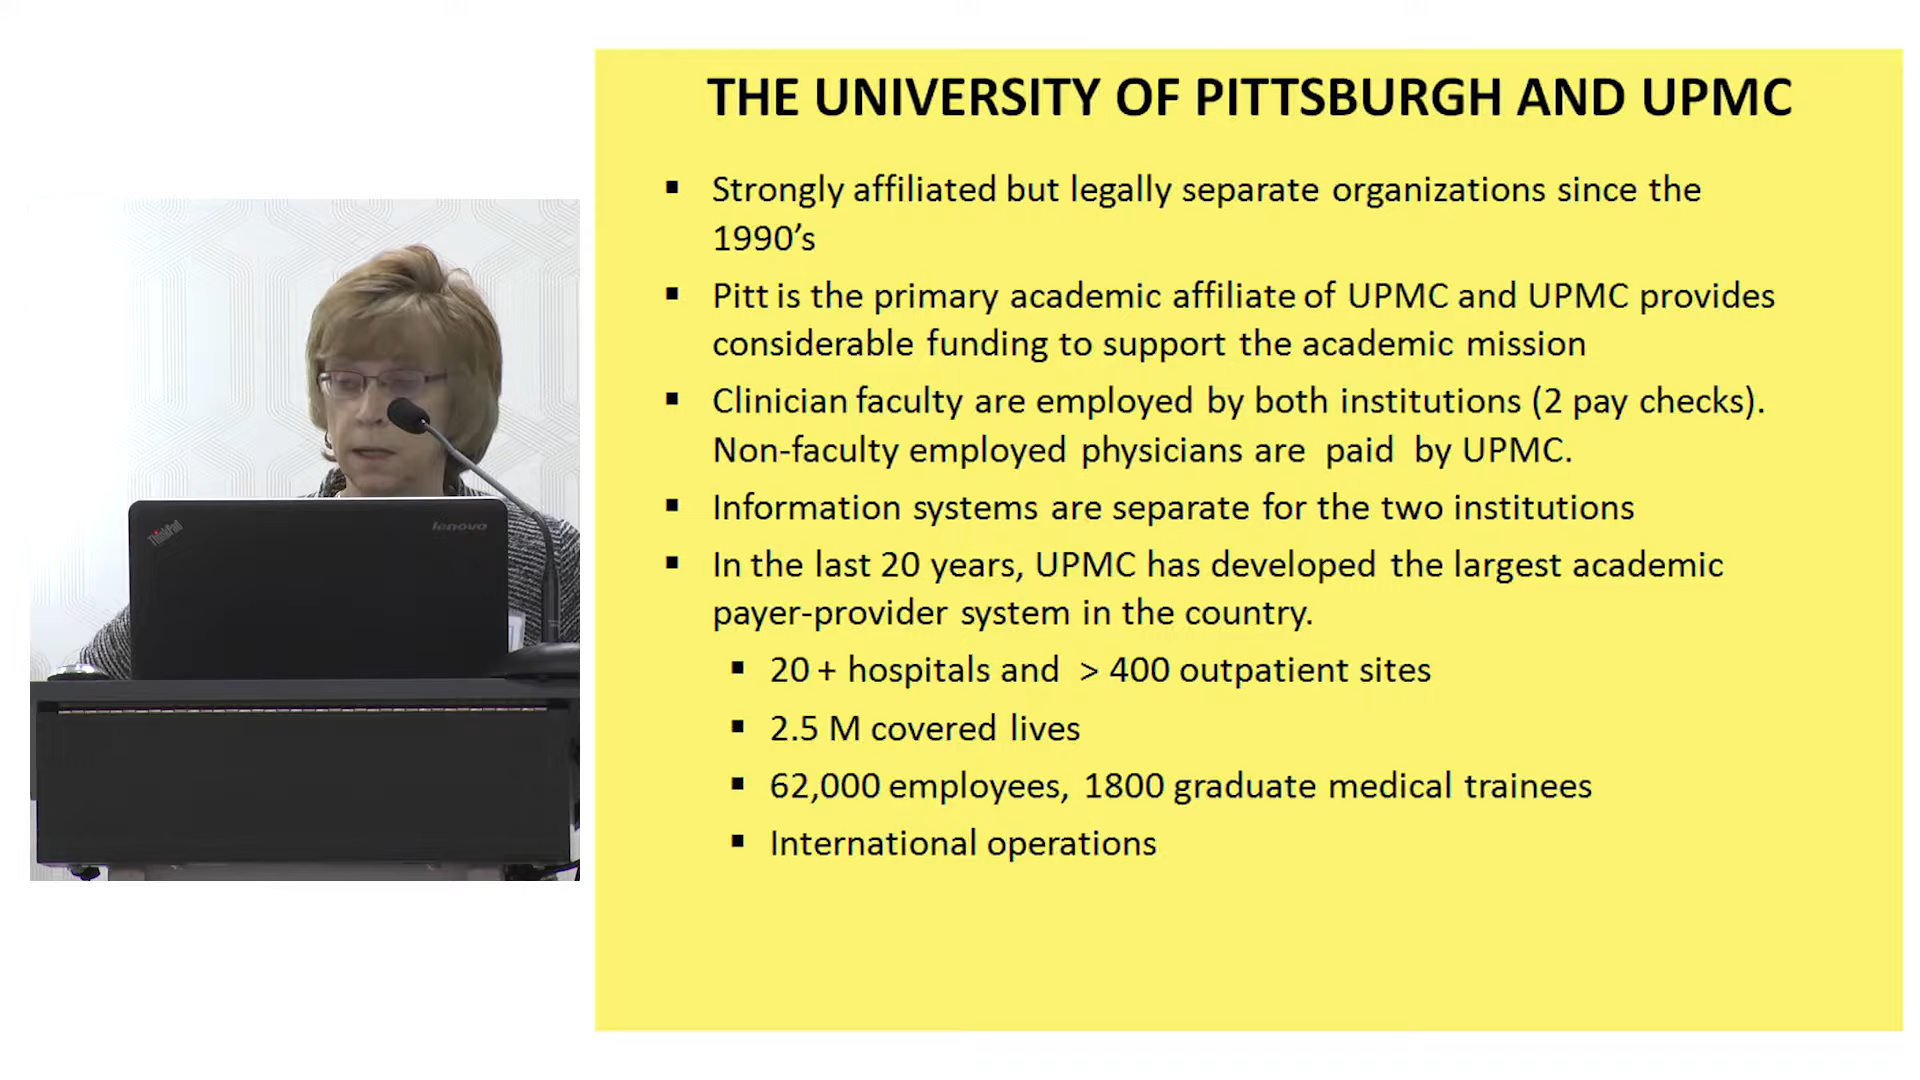 THE UNIVERSITY OF PITTSBURGH AND UPMC
▪ Strongly affiliated but legally separate organizations since the
1990’s
▪ Pitt is the primary academic affiliate of UPMC and UPMC provides
considerable funding to support the academic mission
▪ Clinician faculty are employed by both institutions (2 pay checks).
Non-faculty employed physicians are paid by UPMC.
▪ Information systems are separate for the two institutions
▪ In the last 20 years, UPMC has developed the largest academic
payer-provider system in the country.
▪ 20 + hospitals and > 400 outpatient sites
▪ 2.5 M covered lives
▪ 62,000 employees, 1800 graduate medical trainees
▪ International operations
ThinkPad
lenovo